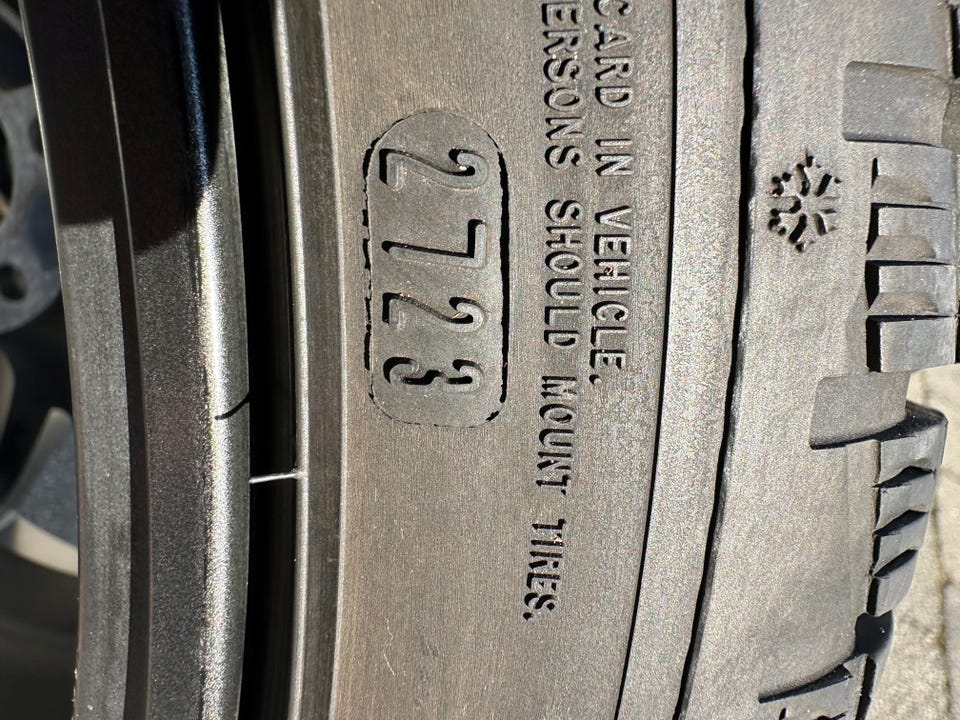 CARD IN VEHICLE.
ERSONS SHOULD MOUNT TIRES.
2723